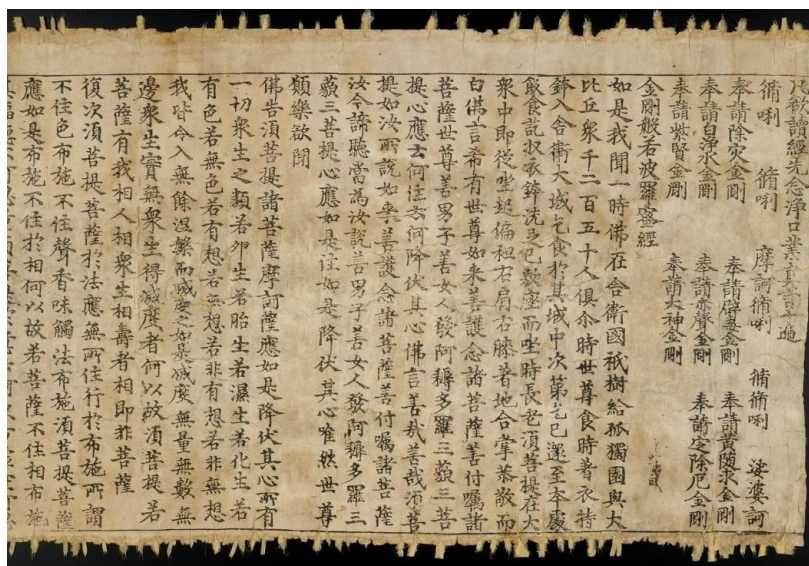 凡欲讀經先念淨口業真言一遍
脩唎 脩唎 摩訶脩唎 脩脩唎 娑婆訶
奉請除灾金剛 奉請辟毒金剛 奉請黃隨求金剛
奉請白淨水金剛 奉請赤聲金剛 奉請定除厄金剛
奉請紫賢金剛 奉請大神金剛
金剛般若波羅蜜經
如是我聞一時佛在舍衛國祇樹給孤獨園與大
比丘衆千二百五十人俱尒時世尊食時著衣持
鉢入舍衛大城乞食於其城中次第乞已還至本處
飯食訖収衣鉢洗足已敷座而坐時長老湏菩提在大
衆中即從坐起偏袒右肩右膝著地合掌恭敬而
白佛言希有世尊如來善護念諸菩薩善付囑諸
菩薩世尊善男子善女人發阿耨多羅三藐三菩
提心應云何住云何降伏其心佛言善哉善哉湏菩
提如汝所說如來善護念諸菩薩善付囑諸菩薩
汝今諦聽當為汝說善男子善女人發阿耨多羅三
藐三菩提心應如是住如是降伏其心唯然世尊
願樂欲聞
佛告湏菩提諸菩薩摩訶薩應如是降伏其心所有
一切衆生之類若卵生若胎生若濕生若化生若
有色若無色若有想若無想若非有想若非無想
我皆令入無餘涅槃而滅度之如是滅度無量無數無
邊衆生實無衆生得滅度者何以故湏菩提若
菩薩有我相人相衆生相壽者相即非菩薩
復次湏菩提菩薩於法應無所住行於布施所謂
不住色布施不住聲香味觸法布施湏菩提菩薩
應如是布施不住於相何以故若菩薩不住相布施